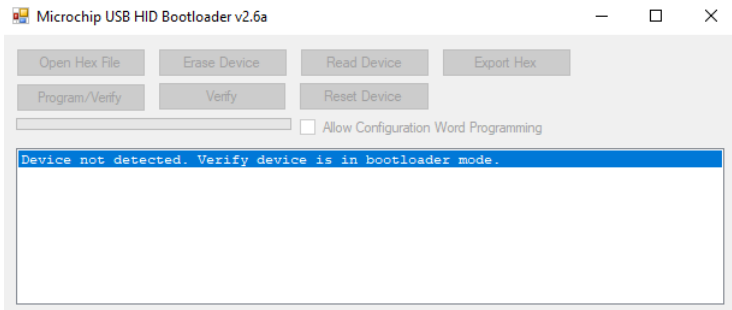 Microchip USB HID Bootloader v2.6a
Open Hex File Erase Device Read Device Export Hex
Program/Verify Verify Reset Device
Allow Configuration Word Programming
Device not detected. Verify device is in bootloader mode.